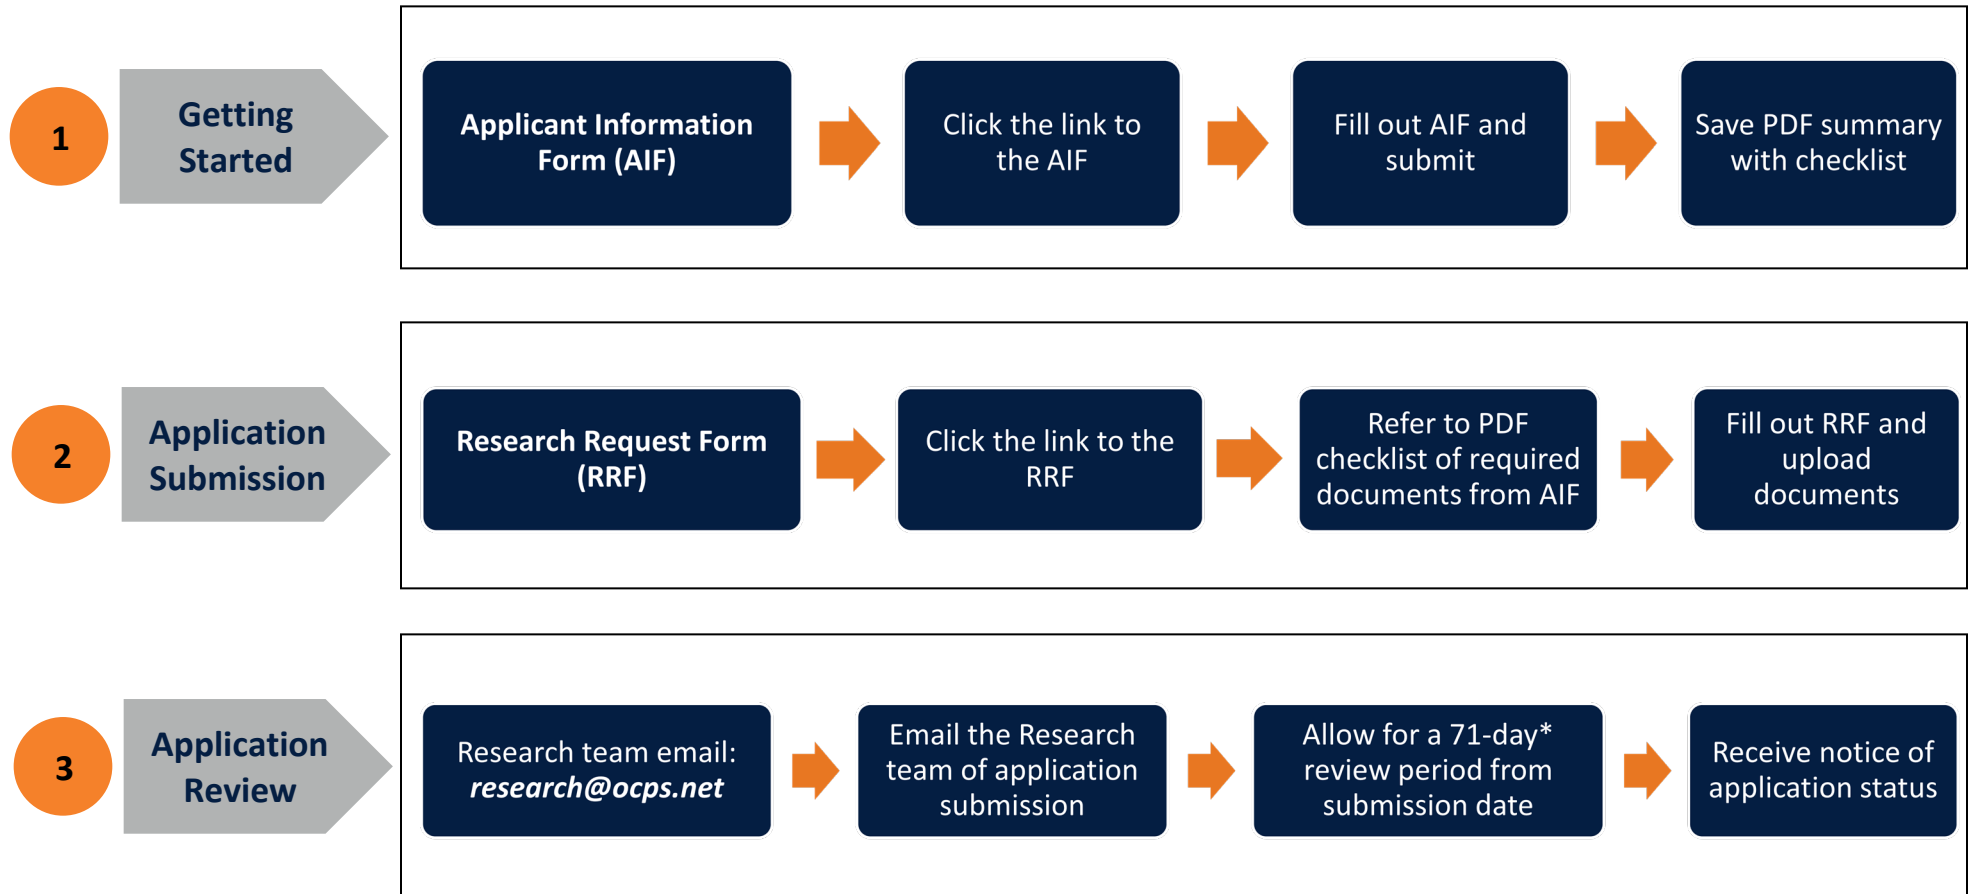 1
Getting
Started
Applicant Information
Form (AIF)
Click the link to
the AIF
Fill out AIF and
submit
Save PDF summary
with checklist
2
Application
Submission
Research Request Form
(RRF)
Click the link to the
RRF
Refer to PDF
checklist of required
documents from AIF
Fill out RRF and
upload
documents
3
Application
Review
Research team email:
research@ocps.net
Email the Research
team of application
submission
Allow for a 71-day*
review period from
submission date
Receive notice of
application status